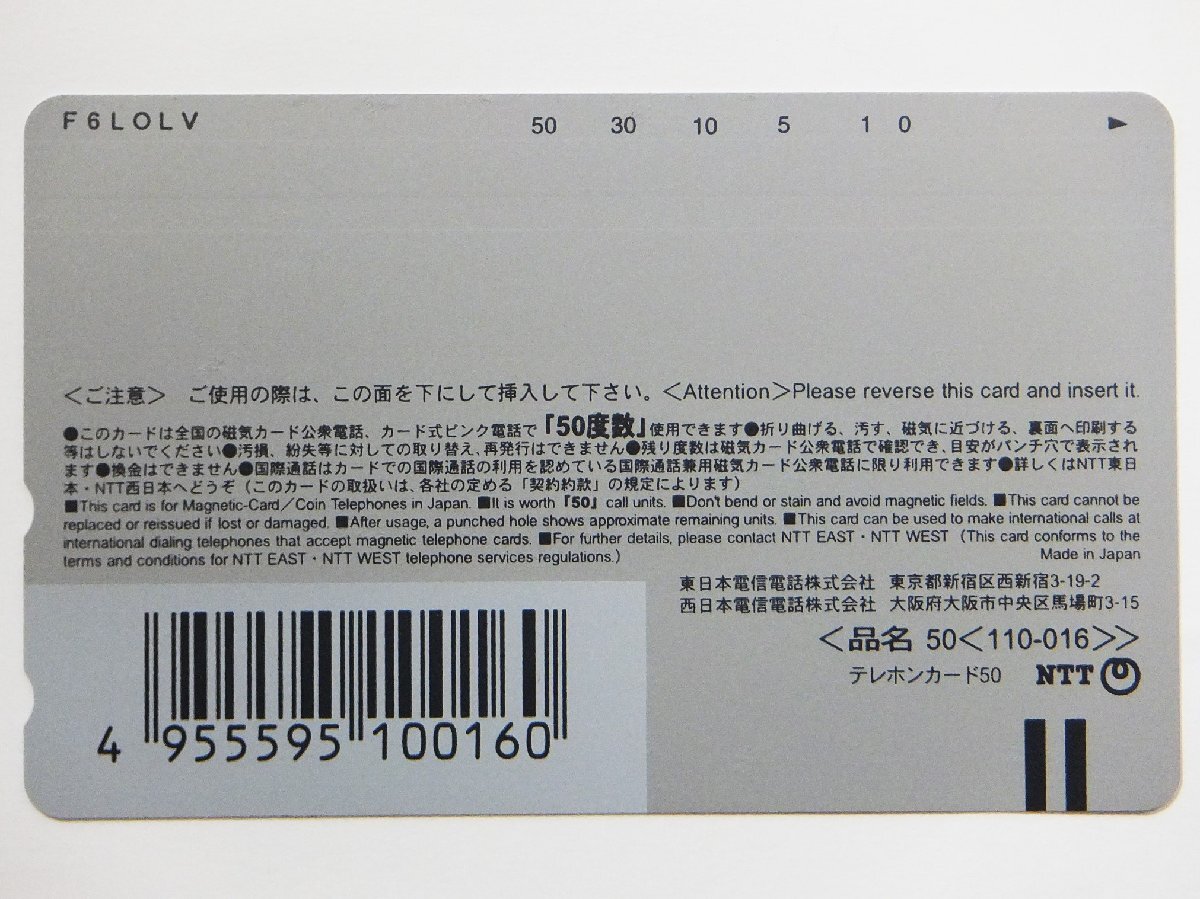 F6LOLV 50 30 10 5 1 0 ►
＜ご注意＞ ご使用の際は、この面を下にして挿入して下さい。＜Attention＞Please reverse this card and insert it.
●このカードは全国の磁気カード公衆電話、カード式ピンク電話で「50度数」使用できます●折り曲げる、汚す、磁気に近づける、裏面へ印刷する
等はしないでください●汚損、紛失等に対しての取り替え、再発行はできません●残り度数は磁気カード公衆電話で確認でき、目安がパンチ穴で表示され
ます●換金はできません●国際通話はカードでの国際通話の利用を認めている国際通話兼用磁気カード公衆電話に限り利用できます●詳しくはNTT東日
本・NTT西日本へどうぞ（このカードの取扱いは、各社の定める「契約約款」の規定によります）
■This card is for Magnetic-Card／Coin Telephones in Japan. ■It is worth「50」call units. ■Don't bend or stain and avoid magnetic fields. ■This card cannot be
replaced or reissued if lost or damaged. ■After usage, a punched hole shows approximate remaining units. ■This card can be used to make international calls at
international dialing telephones that accept magnetic telephone cards. ■For further details, please contact NTT EAST・NTT WEST（This card conforms to the
terms and conditions for NTT EAST・NTT WEST telephone services regulations.）
Made in Japan
東日本電信電話株式会社 東京都新宿区西新宿3-19-2
西日本電信電話株式会社 大阪府大阪市中央区馬場町3-15
＜品名 50＜110-016＞＞
テレホンカード50 NTT
4 955595 100160